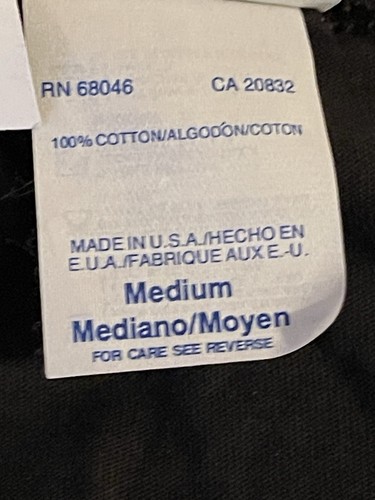 RN 68046 CA 20832
100% COTTON/ALGODÓN/COTON
MADE IN U.S.A./HECHO EN
E.U.A./FABRIQUE AUX E.-U.
Medium
Mediano/Moyen
FOR CARE SEE REVERSE